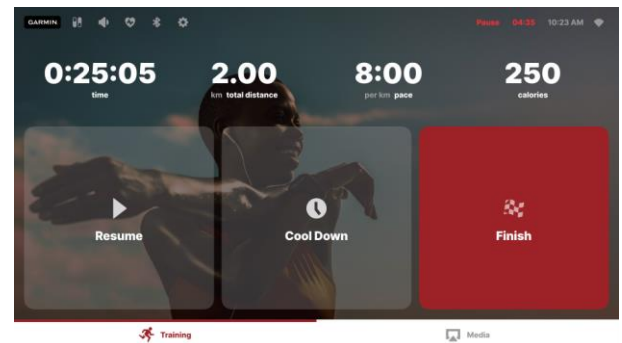 GARMIN
Pause 04:35 10:23 AM
0:25:05 2.00 8:00 250
time km total distance per km pace calories
Resume Cool Down Finish
Training Media